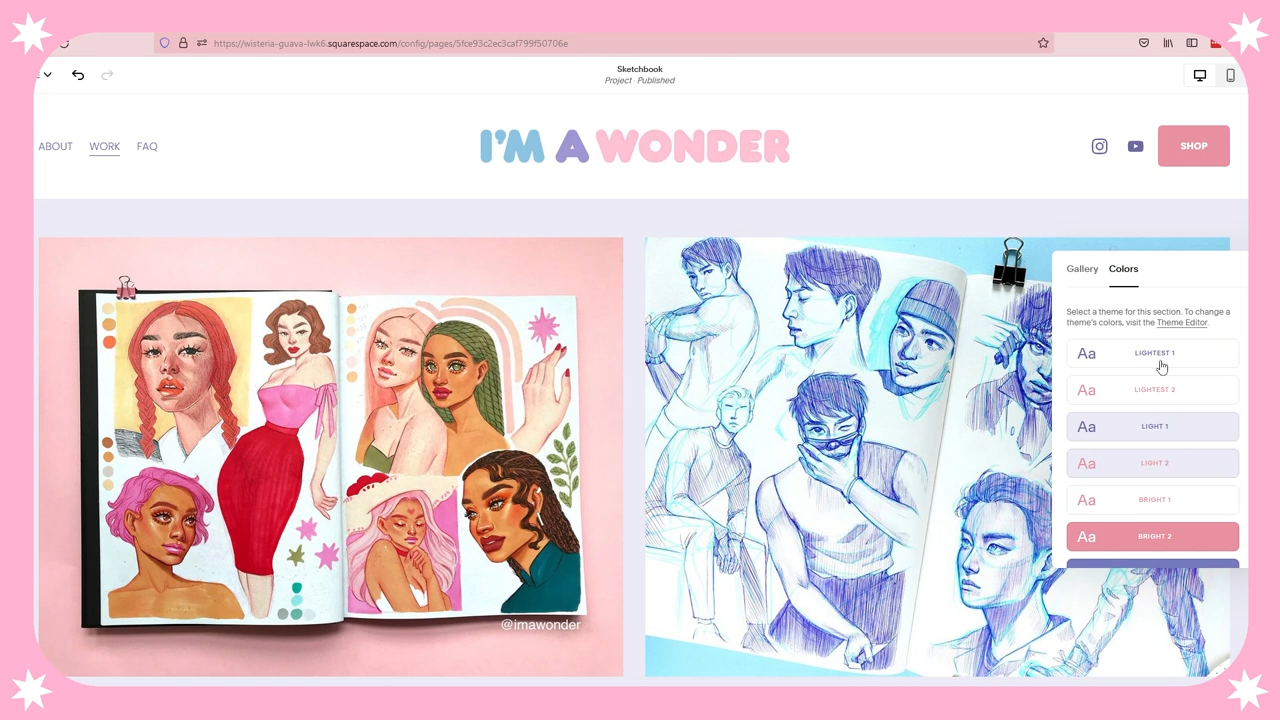 https://wisteria-guava-lwk6.squarespace.com/config/pages/5fce93c2ec3caf799f50706e
Sketchbook
Project · Published
ABOUT WORK FAQ
I'M A WONDER
SHOP
Gallery Colors
Select a theme for this section. To change a
theme's colors, visit the Theme Editor.
Aa LIGHTEST 1
Aa LIGHTEST 2
Aa LIGHT 1
Aa LIGHT 2
Aa BRIGHT 1
Aa BRIGHT 2
@imawonder